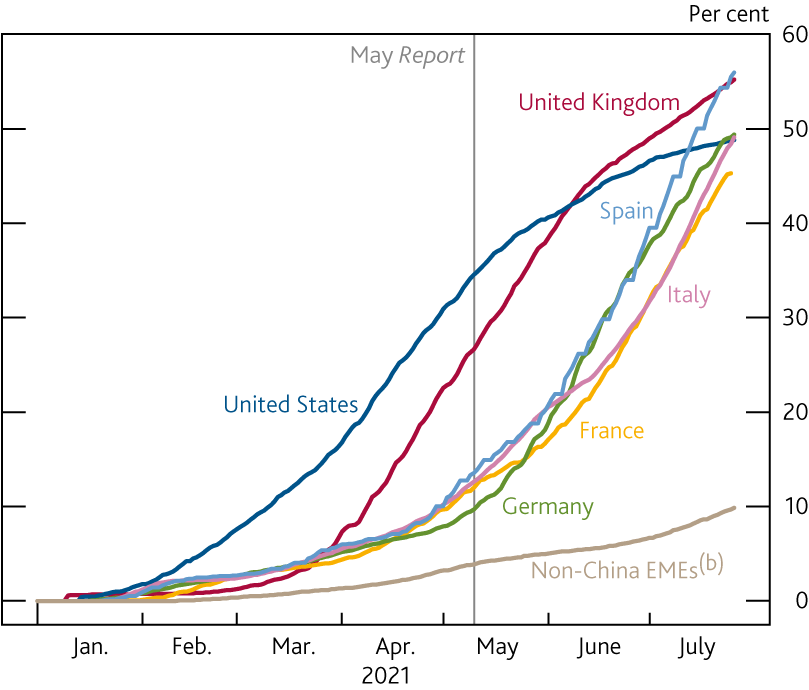 Per cent
60
May Report
United Kingdom
50
Spain
40
Italy
30
United States
20
France
Germany
10
Non-China EMEs(b)
0
Jan.
Feb.
Mar.
Apr.
May
June
July
2021